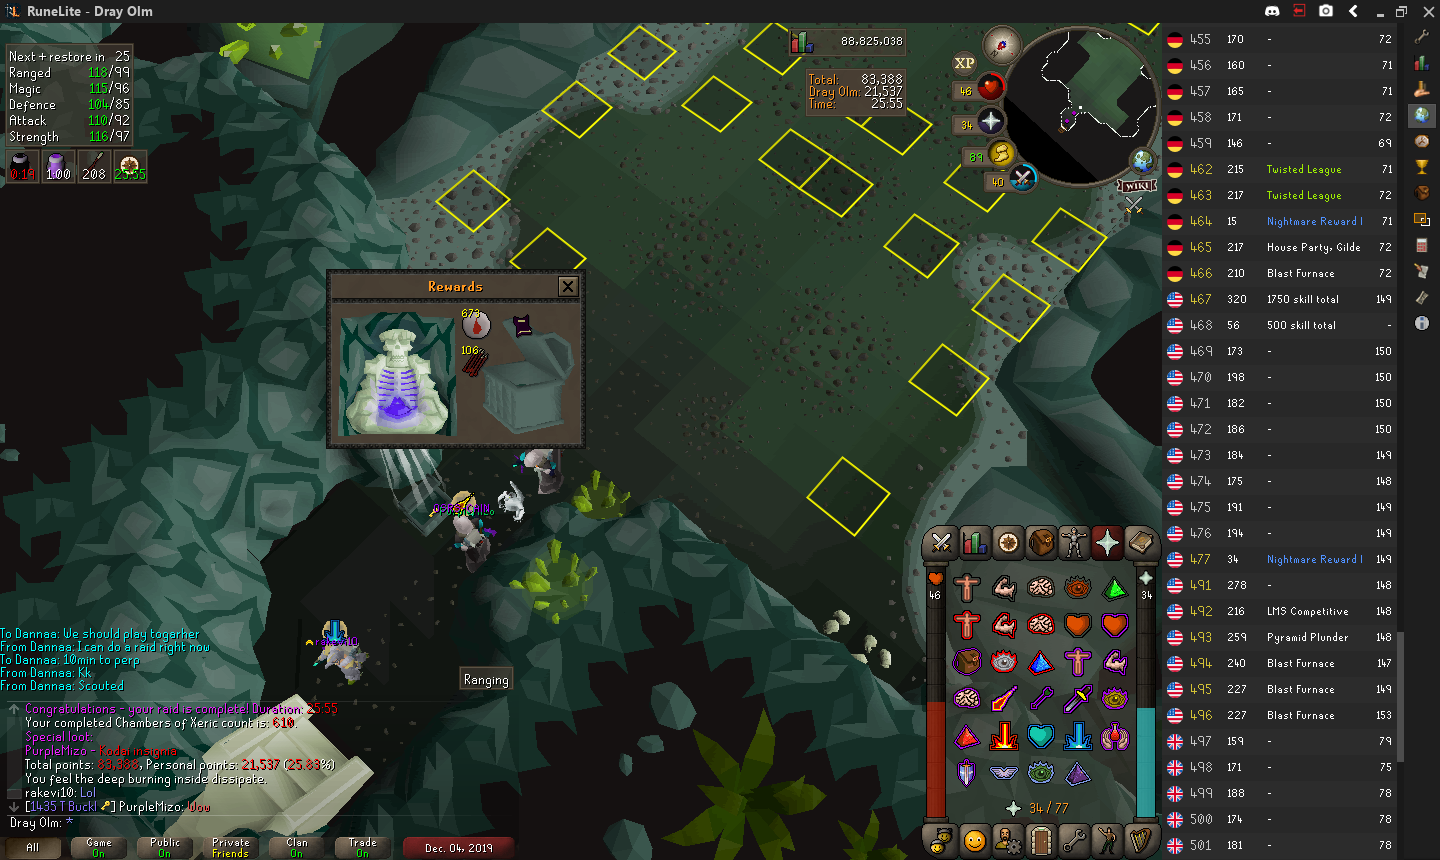 RuneLite - Dray Olm
Next + restore in 25
Ranged 118/99
Magic 115/96
Defence 104/85
Attack 110/92
Strength 116/97
0:19 1:00 208 25:55
88,825,038
Total: 83,388
Dray Olm: 21,537
Time: 25:55
XP
46
34
89
40
WIKI
Rewards
673
106
rakevi10
Ranging
To Dannaa: We should play togarher
From Dannaa: I can do a raid right now
To Dannaa: 10min to perp
From Dannaa: Kk
From Dannaa: Scouted
Congratulations - your raid is complete! Duration: 25:55
Your completed Chambers of Xeric count is: 610.
Special loot:
PurpleMizo - Kodai insignia
Total points: 83,388, Personal points: 21,537 (25.83%)
You feel the deep burning inside dissipate.
rakevi10: Lol
[1435 T Buckl] PurpleMizo: Wow
Dray Olm: *
All
Game On
Public On
Private Friends
Clan On
Trade On
Dec. 04, 2019
46
34
34 / 77
455 170 - 72
456 160 - 71
457 165 - 71
458 171 - 72
459 146 - 69
462 215 Twisted League 71
463 217 Twisted League 72
464 15 Nightmare Reward 71
465 217 House Party, Gilde 72
466 210 Blast Furnace 72
467 320 1750 skill total 149
468 56 500 skill total -
469 173 - 150
470 198 - 150
471 182 - 150
472 186 - 150
473 184 - 149
474 175 - 148
475 191 - 149
476 194 - 149
477 34 Nightmare Reward 149
491 278 - 148
492 216 LMS Competitive 148
493 259 Pyramid Plunder 148
494 240 Blast Furnace 147
495 227 Blast Furnace 149
496 227 Blast Furnace 153
497 159 - 79
498 171 - 75
499 188 - 78
500 174 - 78
501 181 - 78